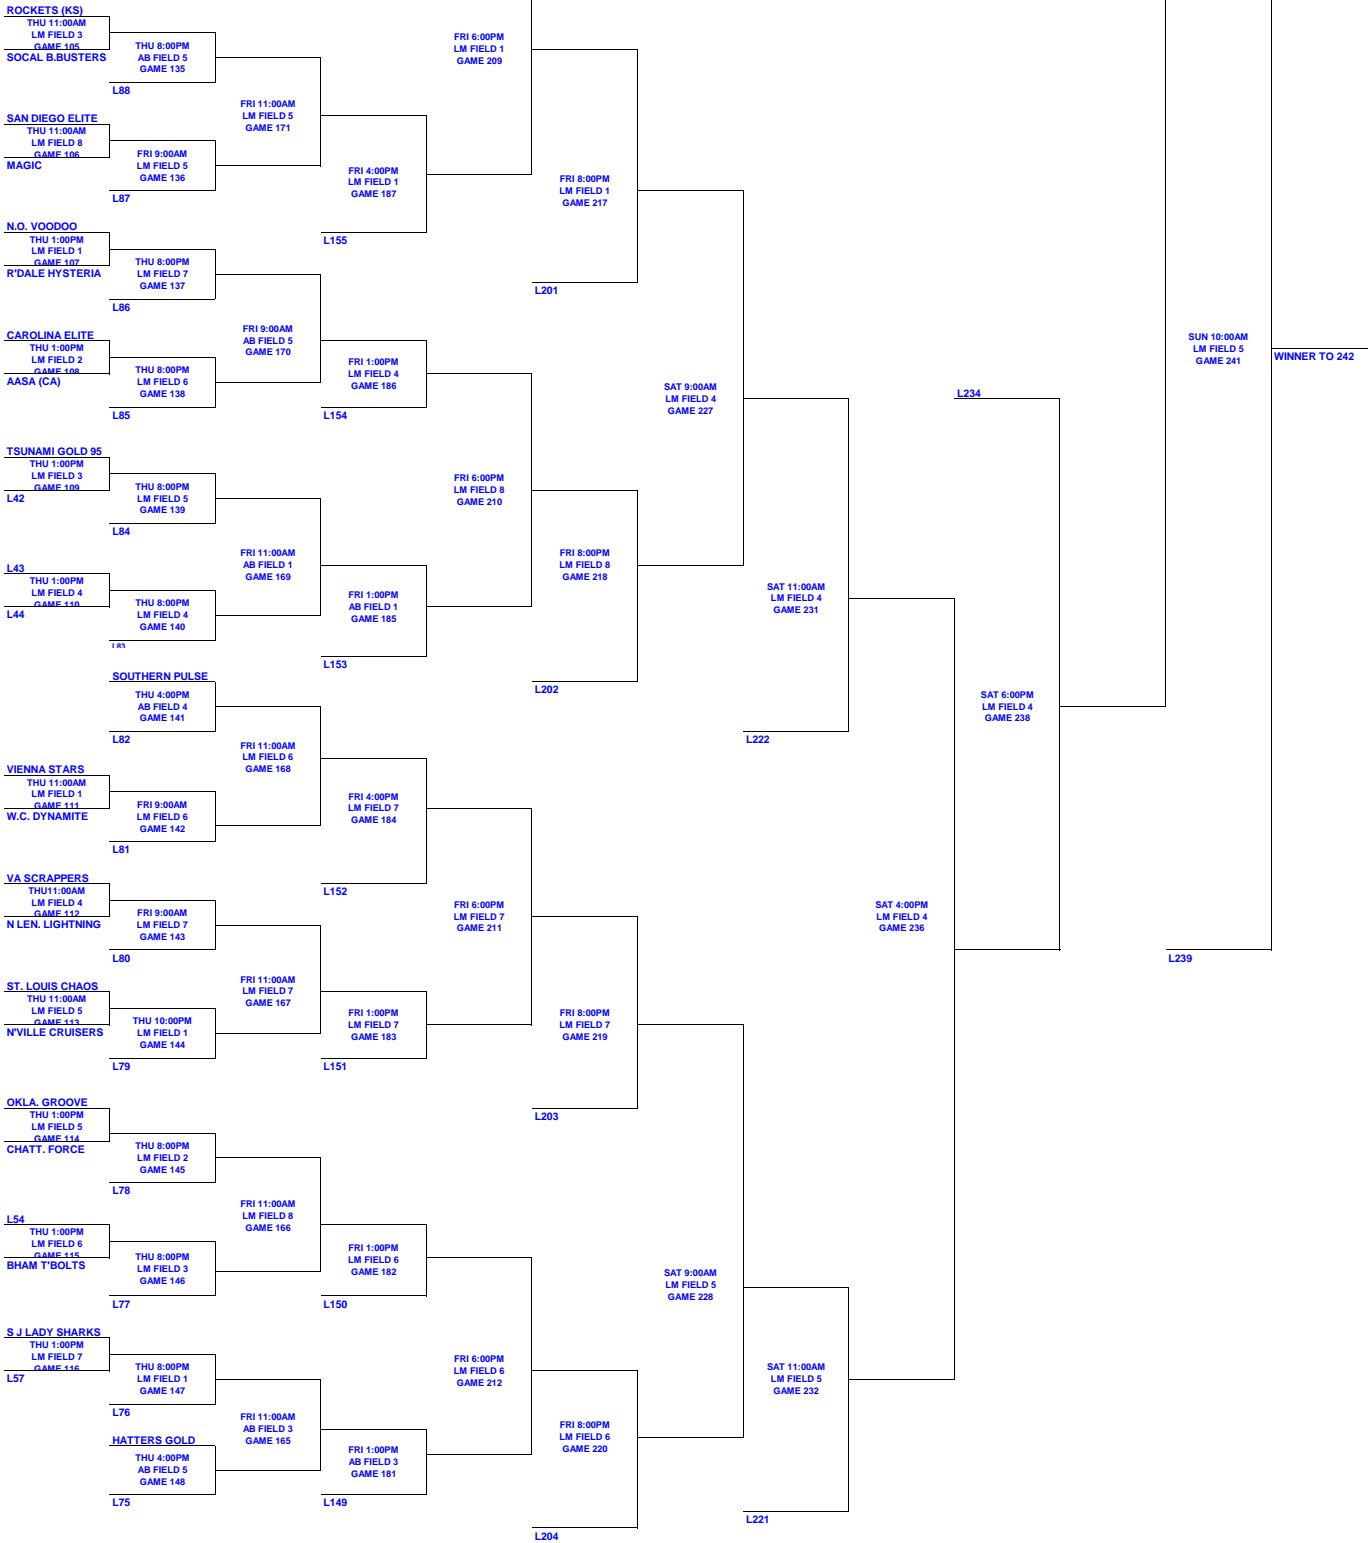 ROCKETS (KS)
THU 11:00AM
LM FIELD 3
GAME 105
SOCAL B.BUSTERS
THU 8:00PM
AB FIELD 5
GAME 135
L88
SAN DIEGO ELITE
THU 11:00AM
LM FIELD 8
GAME 106
MAGIC
FRI 9:00AM
LM FIELD 5
GAME 136
L87
FRI 11:00AM
LM FIELD 5
GAME 171
FRI 4:00PM
LM FIELD 1
GAME 187
L155
FRI 6:00PM
LM FIELD 1
GAME 209
N.O. VOODOO
THU 1:00PM
LM FIELD 1
GAME 107
R'DALE HYSTERIA
THU 8:00PM
LM FIELD 7
GAME 137
L86
CAROLINA ELITE
THU 1:00PM
LM FIELD 2
GAME 108
AASA (CA)
THU 8:00PM
LM FIELD 6
GAME 138
L85
FRI 9:00AM
AB FIELD 5
GAME 170
FRI 1:00PM
LM FIELD 4
GAME 186
L154
FRI 8:00PM
LM FIELD 1
GAME 217
L201
TSUNAMI GOLD 95
THU 1:00PM
LM FIELD 3
GAME 109
L42
THU 8:00PM
LM FIELD 5
GAME 139
L84
L43
THU 1:00PM
LM FIELD 4
GAME 110
L44
THU 8:00PM
LM FIELD 4
GAME 140
L83
FRI 11:00AM
AB FIELD 1
GAME 169
FRI 1:00PM
AB FIELD 1
GAME 185
L153
FRI 6:00PM
LM FIELD 8
GAME 210
FRI 8:00PM
LM FIELD 8
GAME 218
L202
SAT 9:00AM
LM FIELD 4
GAME 227
SAT 11:00AM
LM FIELD 4
GAME 231
L222
SOUTHERN PULSE
THU 4:00PM
AB FIELD 4
GAME 141
L82
VIENNA STARS
THU 11:00AM
LM FIELD 1
GAME 111
W.C. DYNAMITE
FRI 9:00AM
LM FIELD 6
GAME 142
L81
FRI 11:00AM
LM FIELD 6
GAME 168
FRI 4:00PM
LM FIELD 7
GAME 184
L152
VA SCRAPPERS
THU11:00AM
LM FIELD 4
GAME 112
N LEN. LIGHTNING
FRI 9:00AM
LM FIELD 7
GAME 143
L80
ST. LOUIS CHAOS
THU 11:00AM
LM FIELD 5
GAME 113
N'VILLE CRUISERS
THU 10:00PM
LM FIELD 1
GAME 144
L79
FRI 11:00AM
LM FIELD 7
GAME 167
FRI 1:00PM
LM FIELD 7
GAME 183
L151
FRI 6:00PM
LM FIELD 7
GAME 211
FRI 8:00PM
LM FIELD 7
GAME 219
L203
OKLA. GROOVE
THU 1:00PM
LM FIELD 5
GAME 114
CHATT. FORCE
THU 8:00PM
LM FIELD 2
GAME 145
L78
L54
THU 1:00PM
LM FIELD 6
GAME 115
BHAM T'BOLTS
THU 8:00PM
LM FIELD 3
GAME 146
L77
FRI 11:00AM
LM FIELD 8
GAME 166
FRI 1:00PM
LM FIELD 6
GAME 182
L150
S J LADY SHARKS
THU 1:00PM
LM FIELD 7
GAME 116
L57
THU 8:00PM
LM FIELD 1
GAME 147
L76
HATTERS GOLD
THU 4:00PM
AB FIELD 5
GAME 148
L75
FRI 11:00AM
AB FIELD 3
GAME 165
FRI 1:00PM
AB FIELD 3
GAME 181
L149
FRI 6:00PM
LM FIELD 6
GAME 212
FRI 8:00PM
LM FIELD 6
GAME 220
L204
SAT 9:00AM
LM FIELD 5
GAME 228
SAT 11:00AM
LM FIELD 5
GAME 232
L221
SAT 4:00PM
LM FIELD 4
GAME 236
L234
SAT 6:00PM
LM FIELD 4
GAME 238
SUN 10:00AM
LM FIELD 5
GAME 241
L239
WINNER TO 242